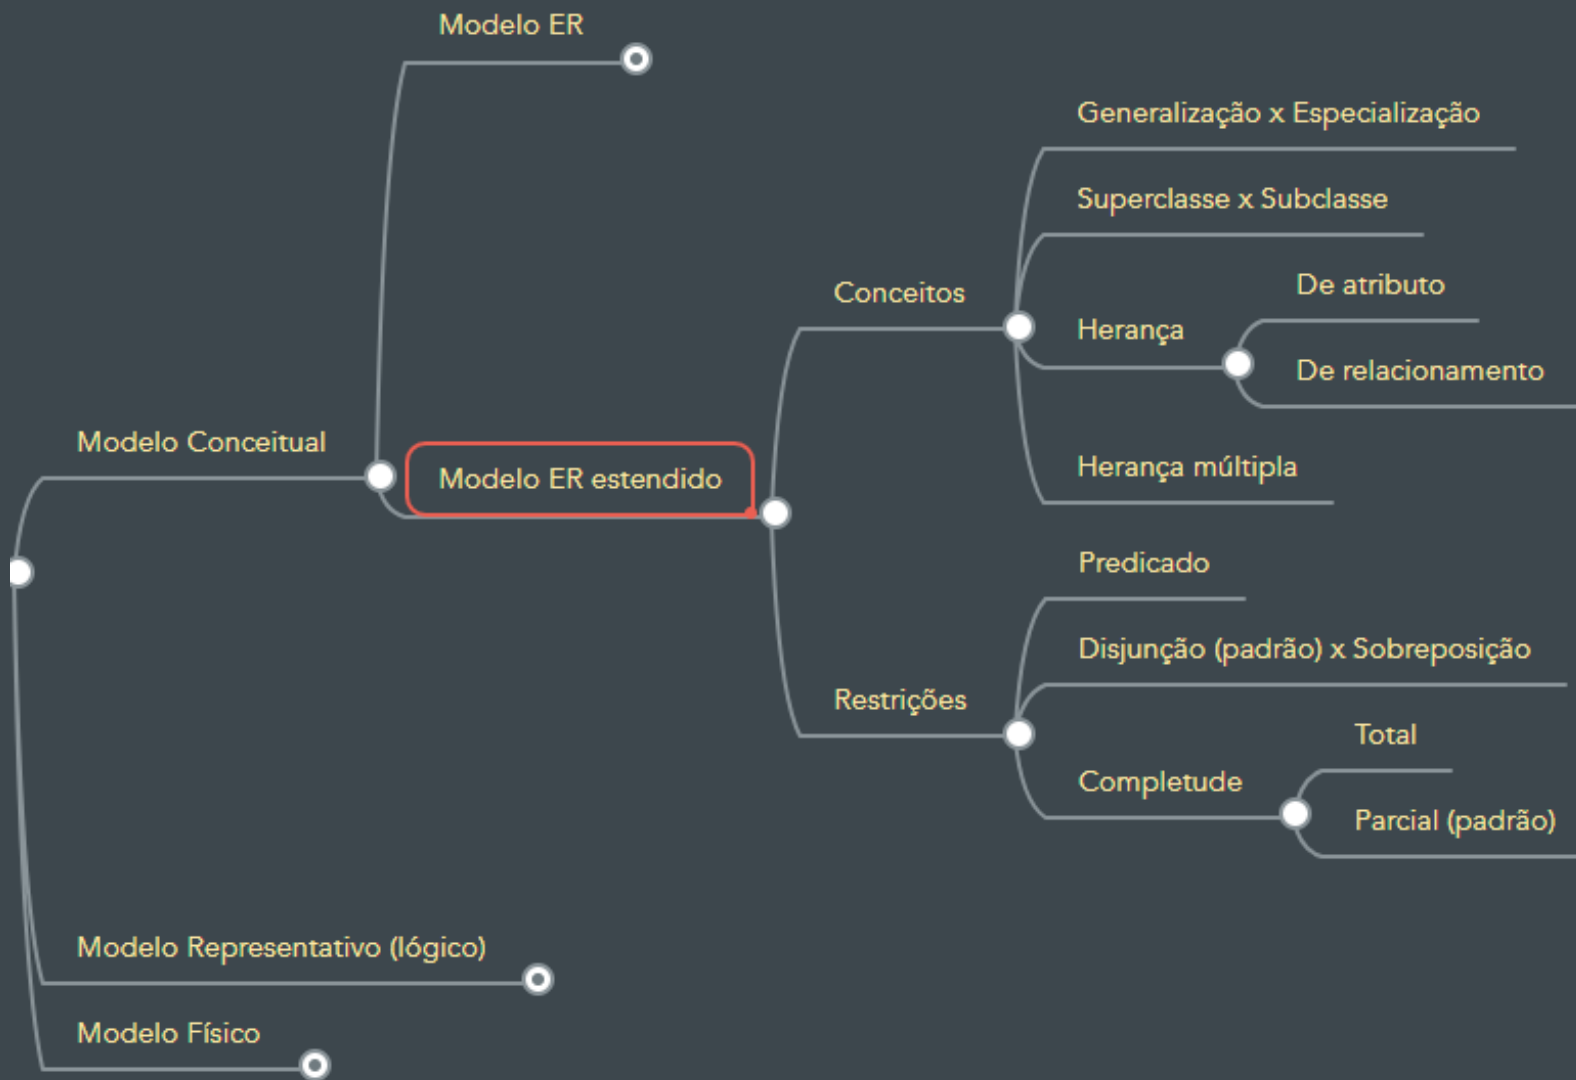 Modelo ER
Generalização x Especialização
Superclasse x Subclasse
De atributo
Conceitos
Herança
De relacionamento
Modelo Conceitual
Herança múltipla
Modelo ER estendido
Predicado
Disjunção (padrão) x Sobreposição
Restrições
Total
Completude
Parcial (padrão)
Modelo Representativo (lógico)
Modelo Físico